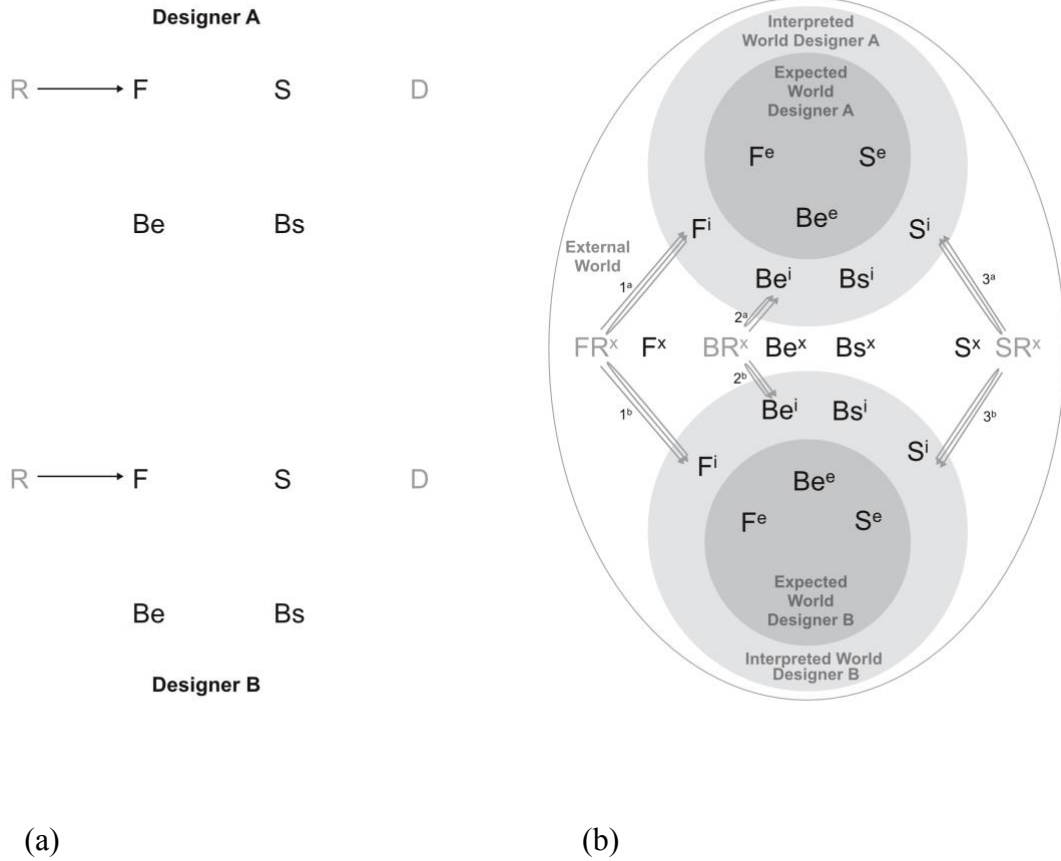 Designer A
R F S D
Be Bs
R F S D
Be Bs
Designer B
(a)
Interpreted
World Designer A
Expected
World
Designer A
Fᵉ Sᵉ
Beᵉ
Fⁱ Sⁱ
External
World
Beⁱ Bsⁱ
1ᵃ 3ᵃ
2ᵃ
FRˣ Fˣ BRˣ Beˣ Bsˣ Sˣ SRˣ
2ᵇ
1ᵇ 3ᵇ
Beⁱ Bsⁱ
Fⁱ Sⁱ
Beᵉ
Fᵉ Sᵉ
Expected
World
Designer B
Interpreted World
Designer B
(b)